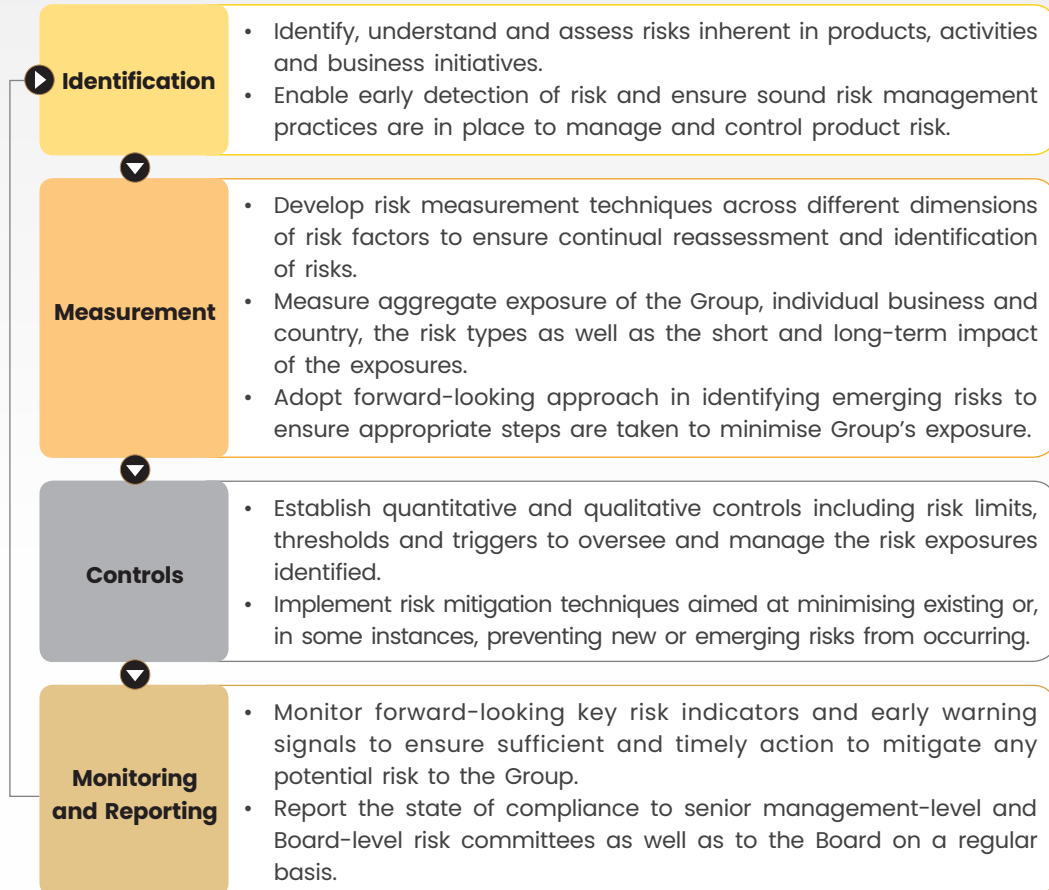 Identification
• Identify, understand and assess risks inherent in products, activities
and business initiatives.
• Enable early detection of risk and ensure sound risk management
practices are in place to manage and control product risk.
Measurement
• Develop risk measurement techniques across different dimensions
of risk factors to ensure continual reassessment and identification
of risks.
• Measure aggregate exposure of the Group, individual business and
country, the risk types as well as the short and long-term impact
of the exposures.
• Adopt forward-looking approach in identifying emerging risks to
ensure appropriate steps are taken to minimise Group’s exposure.
Controls
• Establish quantitative and qualitative controls including risk limits,
thresholds and triggers to oversee and manage the risk exposures
identified.
• Implement risk mitigation techniques aimed at minimising existing or,
in some instances, preventing new or emerging risks from occurring.
Monitoring
and Reporting
• Monitor forward-looking key risk indicators and early warning
signals to ensure sufficient and timely action to mitigate any
potential risk to the Group.
• Report the state of compliance to senior management-level and
Board-level risk committees as well as to the Board on a regular
basis.